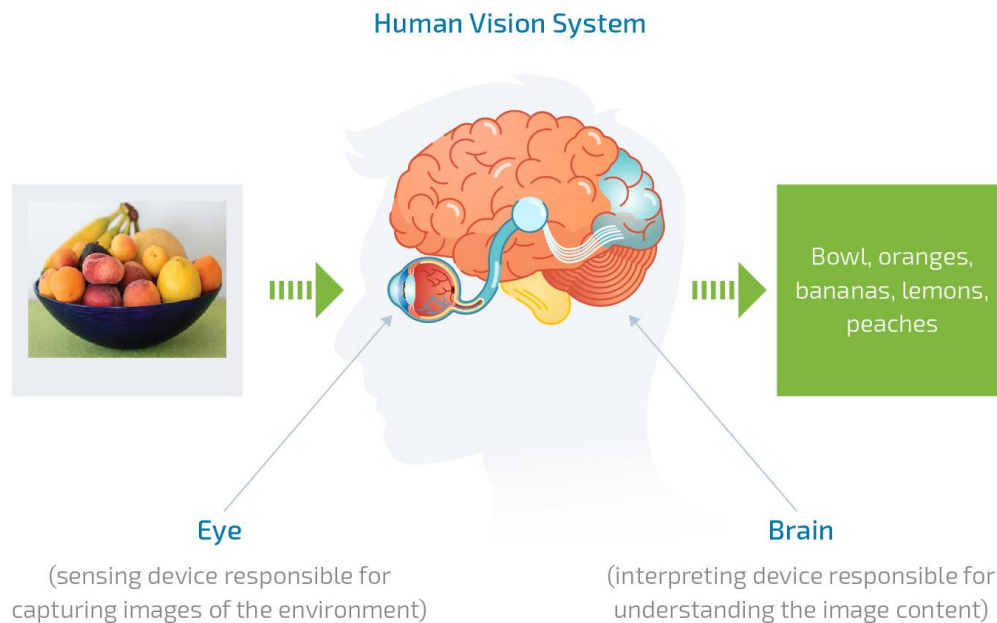 Human Vision System
Bowl, oranges,
bananas, lemons,
peaches
Eye
(sensing device responsible for
capturing images of the environment)
Brain
(interpreting device responsible for
understanding the image content)